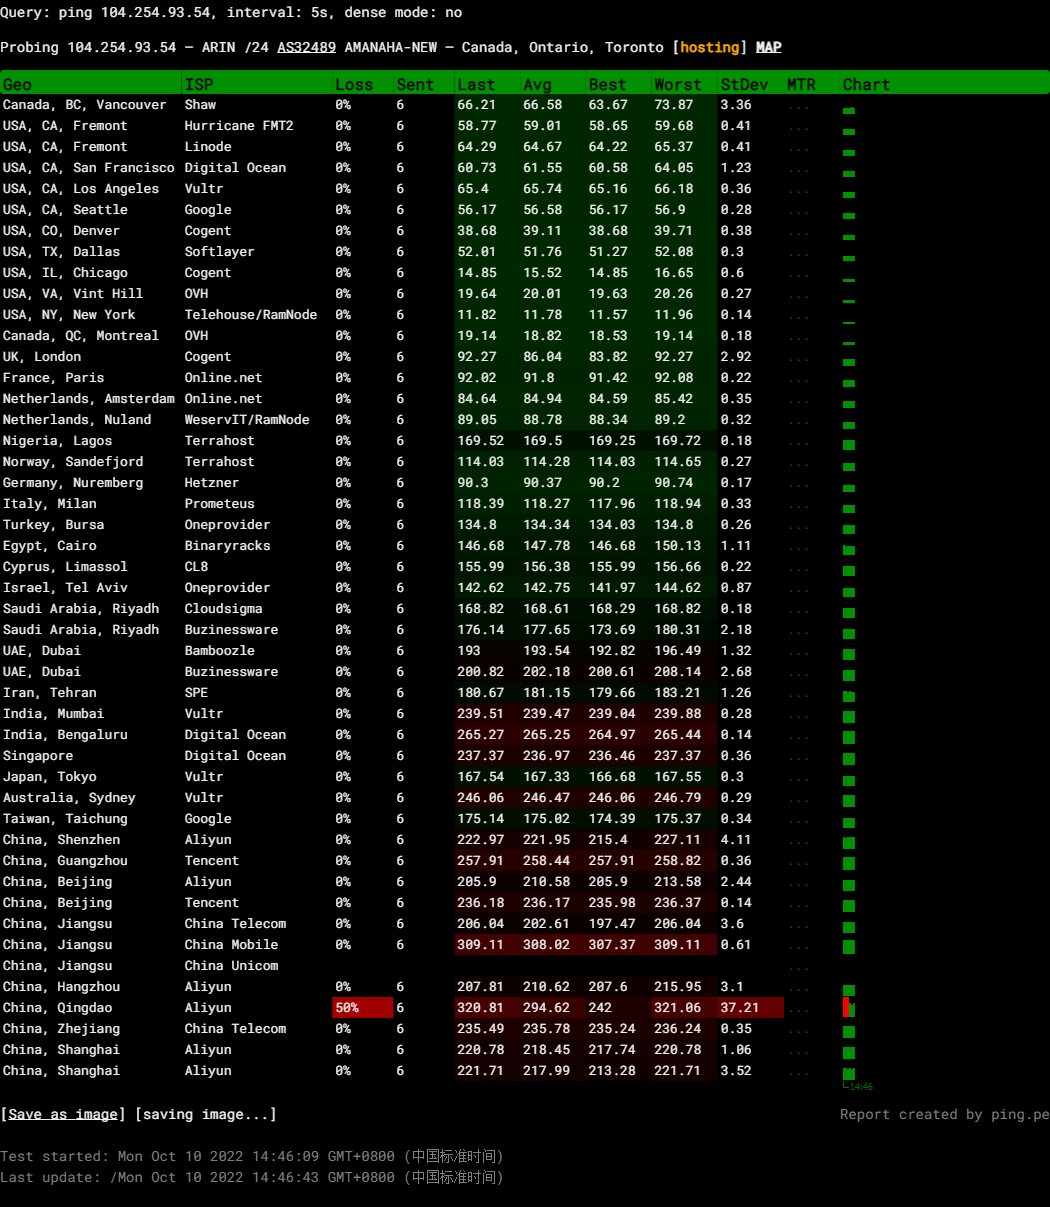 Query: ping 104.254.93.54, interval: 5s, dense mode: no
Probing 104.254.93.54 — ARIN /24 AS32489 AMANAHA-NEW — Canada, Ontario, Toronto [hosting] MAP
Geo ISP Loss Sent Last Avg Best Worst StDev MTR Chart
Canada, BC, Vancouver Shaw 0% 6 66.21 66.58 63.67 73.87 3.36 ...
USA, CA, Fremont Hurricane FMT2 0% 6 58.77 59.01 58.65 59.68 0.41 ...
USA, CA, Fremont Linode 0% 6 64.29 64.67 64.22 65.37 0.41 ...
USA, CA, San Francisco Digital Ocean 0% 6 60.73 61.55 60.58 64.05 1.23 ...
USA, CA, Los Angeles Vultr 0% 6 65.4 65.74 65.16 66.18 0.36 ...
USA, CA, Seattle Google 0% 6 56.17 56.58 56.17 56.9 0.28 ...
USA, CO, Denver Cogent 0% 6 38.68 39.11 38.68 39.71 0.38 ...
USA, TX, Dallas Softlayer 0% 6 52.01 51.76 51.27 52.08 0.3 ...
USA, IL, Chicago Cogent 0% 6 14.85 15.52 14.85 16.65 0.6 ...
USA, VA, Vint Hill OVH 0% 6 19.64 20.01 19.63 20.26 0.27 ...
USA, NY, New York Telehouse/RamNode 0% 6 11.82 11.78 11.57 11.96 0.14 ...
Canada, QC, Montreal OVH 0% 6 19.14 18.82 18.53 19.14 0.18 ...
UK, London Cogent 0% 6 92.27 86.04 83.82 92.27 2.92 ...
France, Paris Online.net 0% 6 92.02 91.8 91.42 92.08 0.22 ...
Netherlands, Amsterdam Online.net 0% 6 84.64 84.94 84.59 85.42 0.35 ...
Netherlands, Nuland WeservIT/RamNode 0% 6 89.05 88.78 88.34 89.2 0.32 ...
Nigeria, Lagos Terrahost 0% 6 169.52 169.5 169.25 169.72 0.18 ...
Norway, Sandefjord Terrahost 0% 6 114.03 114.28 114.03 114.65 0.27 ...
Germany, Nuremberg Hetzner 0% 6 90.3 90.37 90.2 90.74 0.17 ...
Italy, Milan Prometeus 0% 6 118.39 118.27 117.96 118.94 0.33 ...
Turkey, Bursa Oneprovider 0% 6 134.8 134.34 134.03 134.8 0.26 ...
Egypt, Cairo Binaryracks 0% 6 146.68 147.78 146.68 150.13 1.11 ...
Cyprus, Limassol CL8 0% 6 155.99 156.38 155.99 156.66 0.22 ...
Israel, Tel Aviv Oneprovider 0% 6 142.62 142.75 141.97 144.62 0.87 ...
Saudi Arabia, Riyadh Cloudsigma 0% 6 168.82 168.61 168.29 168.82 0.18 ...
Saudi Arabia, Riyadh Buzinessware 0% 6 176.14 177.65 173.69 180.31 2.18 ...
UAE, Dubai Bamboozle 0% 6 193 193.54 192.82 196.49 1.32 ...
UAE, Dubai Buzinessware 0% 6 200.82 202.18 200.61 208.14 2.68 ...
Iran, Tehran SPE 0% 6 180.67 181.15 179.66 183.21 1.26 ...
India, Mumbai Vultr 0% 6 239.51 239.47 239.04 239.88 0.28 ...
India, Bengaluru Digital Ocean 0% 6 265.27 265.25 264.97 265.44 0.14 ...
Singapore Digital Ocean 0% 6 237.37 236.97 236.46 237.37 0.36 ...
Japan, Tokyo Vultr 0% 6 167.54 167.33 166.68 167.55 0.3 ...
Australia, Sydney Vultr 0% 6 246.06 246.47 246.06 246.79 0.29 ...
Taiwan, Taichung Google 0% 6 175.14 175.02 174.39 175.37 0.34 ...
China, Shenzhen Aliyun 0% 6 222.97 221.95 215.4 227.11 4.11 ...
China, Guangzhou Tencent 0% 6 257.91 258.44 257.91 258.82 0.36 ...
China, Beijing Aliyun 0% 6 205.9 210.58 205.9 213.58 2.44 ...
China, Beijing Tencent 0% 6 236.18 236.17 235.98 236.37 0.14 ...
China, Jiangsu China Telecom 0% 6 206.04 202.61 197.47 206.04 3.6 ...
China, Jiangsu China Mobile 0% 6 309.11 308.02 307.37 309.11 0.61 ...
China, Jiangsu China Unicom ...
China, Hangzhou Aliyun 0% 6 207.81 210.62 207.6 215.95 3.1 ...
China, Qingdao Aliyun 50% 6 320.81 294.62 242 321.06 37.21 ...
China, Zhejiang China Telecom 0% 6 235.49 235.78 235.24 236.24 0.35 ...
China, Shanghai Aliyun 0% 6 220.78 218.45 217.74 220.78 1.06 ...
China, Shanghai Aliyun 0% 6 221.71 217.99 213.28 221.71 3.52 ...
14:46
[Save as image] [saving image...] Report created by ping.pe
Test started: Mon Oct 10 2022 14:46:09 GMT+0800 (中国标准时间)
Last update: /Mon Oct 10 2022 14:46:43 GMT+0800 (中国标准时间)